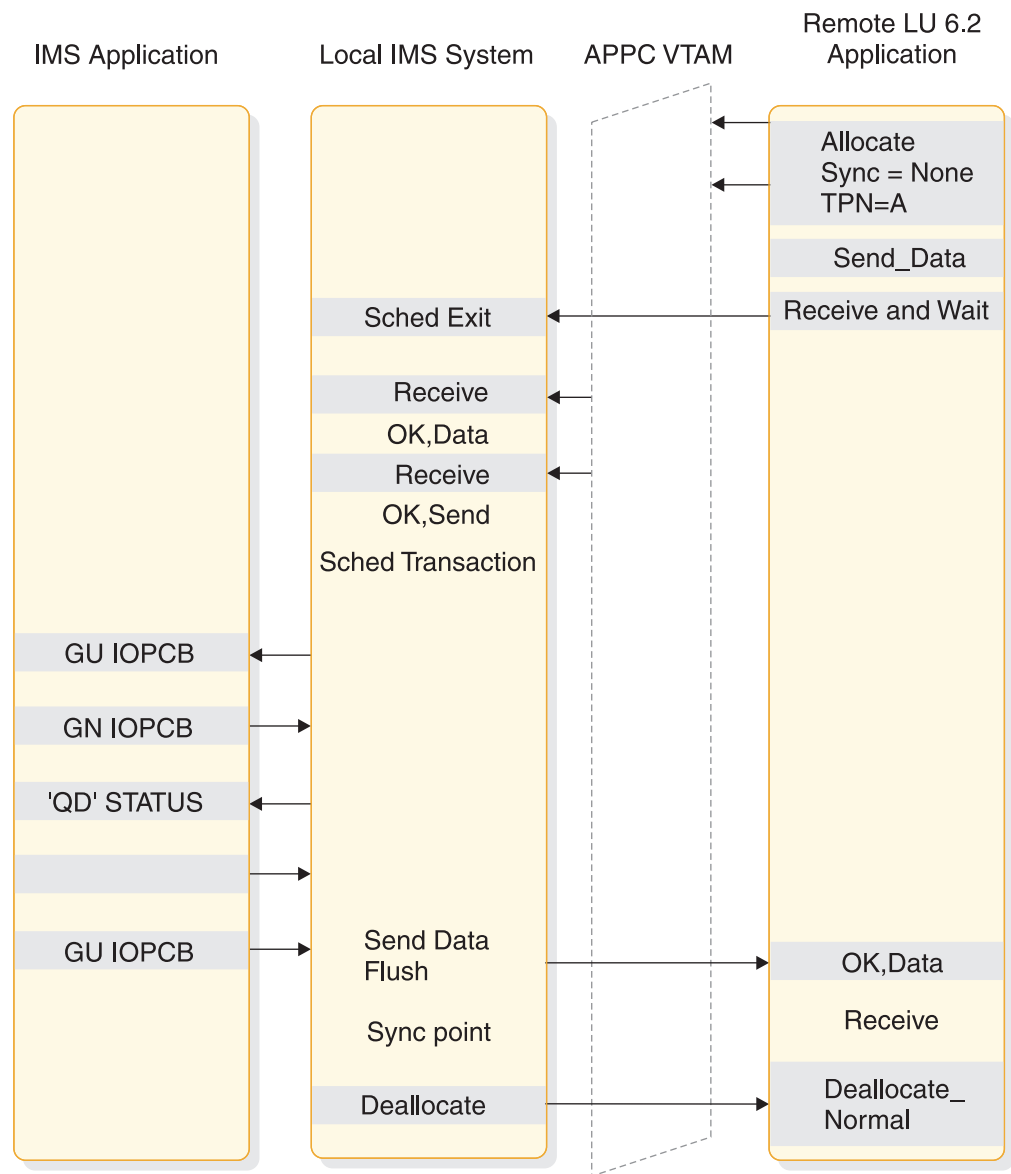 IMS Application
Local IMS System
APPC VTAM
Remote LU 6.2
Application
Allocate
Sync = None
TPN=A
Send_Data
Sched Exit
Receive and Wait
Receive
OK,Data
Receive
OK,Send
Sched Transaction
GU IOPCB
GN IOPCB
'QD' STATUS
GU IOPCB
Send Data
Flush
OK,Data
Sync point
Receive
Deallocate
Deallocate_
Normal